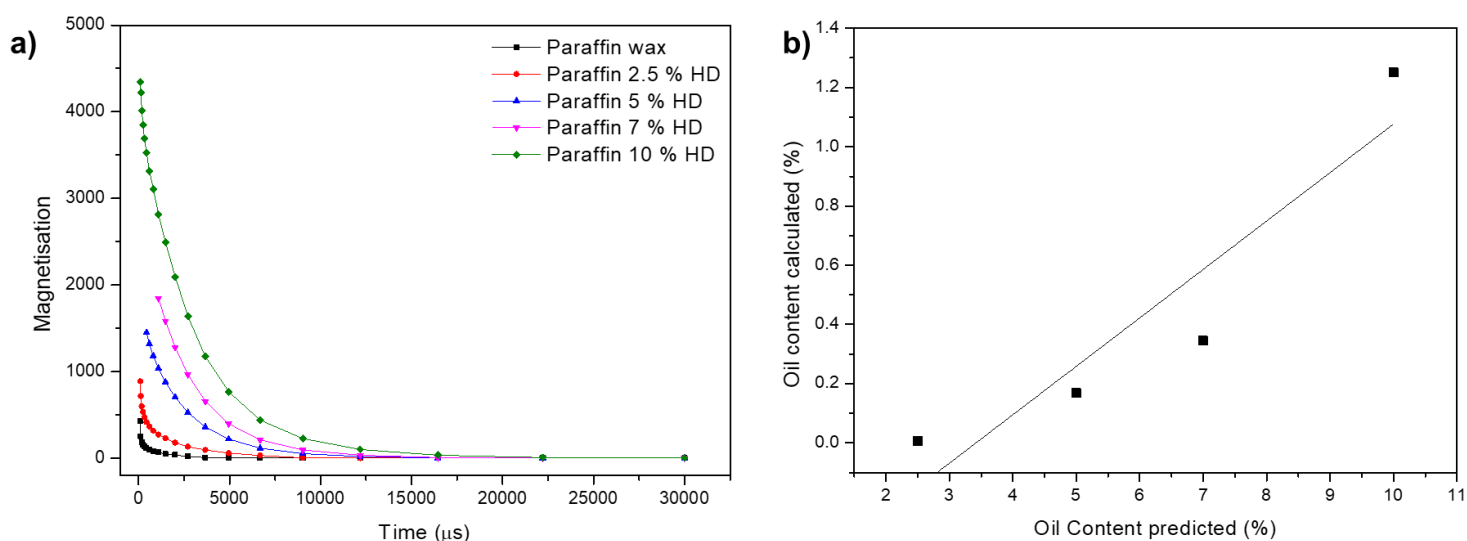 a)
5000
4000
3000
2000
1000
0
Magnetisation
0 5000 10000 15000 20000 25000 30000
Time (μs)
Paraffin wax
Paraffin 2.5 % HD
Paraffin 5 % HD
Paraffin 7 % HD
Paraffin 10 % HD
b)
1.4
1.2
1.0
0.8
0.6
0.4
0.2
0.0
Oil content calculated (%)
2 3 4 5 6 7 8 9 10 11
Oil Content predicted (%)